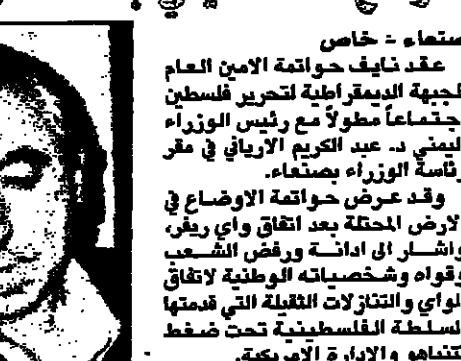 صنعاء - خاص
عقد نايف حواتمة الامين العام
للجبهة الديمقراطية لتحرير فلسطين
اجتماعاً مطولاً مع رئيس الوزراء
اليمني د. عبد الكريم الارياني في مقر
رئاسة الوزراء بصنعاء.
وقد عرض حواتمة الاوضاع في
الارض المحتلة بعد اتفاق واي ريفر،
واشار الى ادانة ورفض الشعب
وقواه وشخصياته الوطنية لاتفاق
الواي والتنازلات الثقيلة التي قدمتها
السلطة الفلسطينية تحت ضغط
نتنياهو والادارة الامريكية.